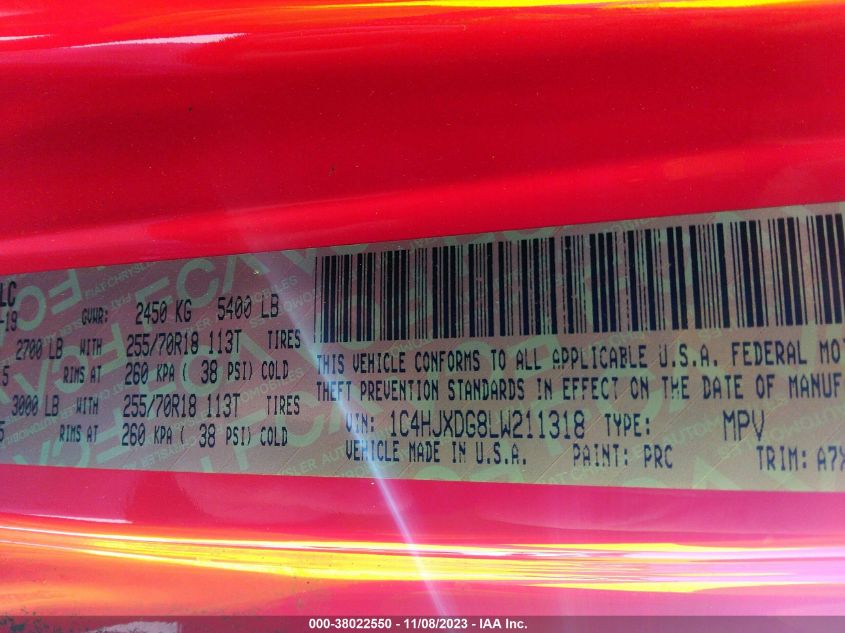 LC
-19 GVWR: 2450 KG 5400 LB
2700 LB WITH 255/70R18 113T TIRES
5 RIMS AT 260 KPA ( 38 PSI) COLD
3000 LB WITH 255/70R18 113T TIRES
5 RIMS AT 260 KPA ( 38 PSI) COLD
THIS VEHICLE CONFORMS TO ALL APPLICABLE U.S.A. FEDERAL MOT
THEFT PREVENTION STANDARDS IN EFFECT ON THE DATE OF MANUF
VIN: 1C4HJXDG8LW211318 TYPE: MPV
VEHICLE MADE IN U.S.A. PAINT: PRC TRIM: A7X
000-38022550 - 11/08/2023 - IAA Inc.